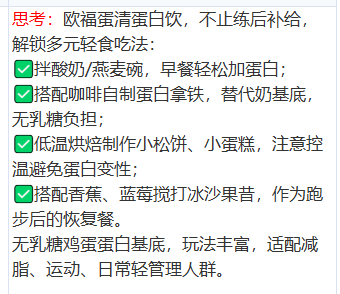 思考：欧福蛋清蛋白饮，不止练后补给，
解锁多元轻食吃法：
✅拌酸奶/燕麦碗，早餐轻松加蛋白；
✅搭配咖啡自制蛋白拿铁，替代奶基底，
无乳糖负担；
✅低温烘焙制作小松饼、小蛋糕，注意控
温避免蛋白变性；
✅搭配香蕉、蓝莓搅打冰沙果昔，作为跑
步后的恢复餐。
无乳糖鸡蛋蛋白基底，玩法丰富，适配减
脂、运动、日常轻管理人群。